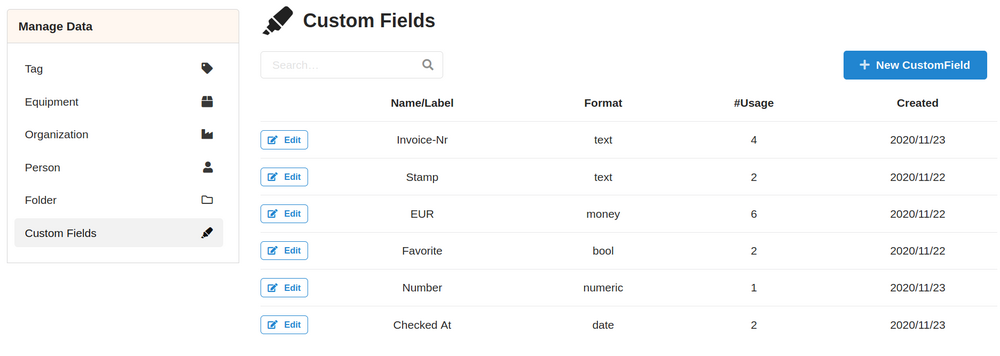 Manage Data
Tag
Equipment
Organization
Person
Folder
Custom Fields
Custom Fields
Search…
New CustomField
Name/Label Format #Usage Created
Edit Invoice-Nr text 4 2020/11/23
Edit Stamp text 2 2020/11/22
Edit EUR money 6 2020/11/22
Edit Favorite bool 2 2020/11/22
Edit Number numeric 1 2020/11/23
Edit Checked At date 2 2020/11/23